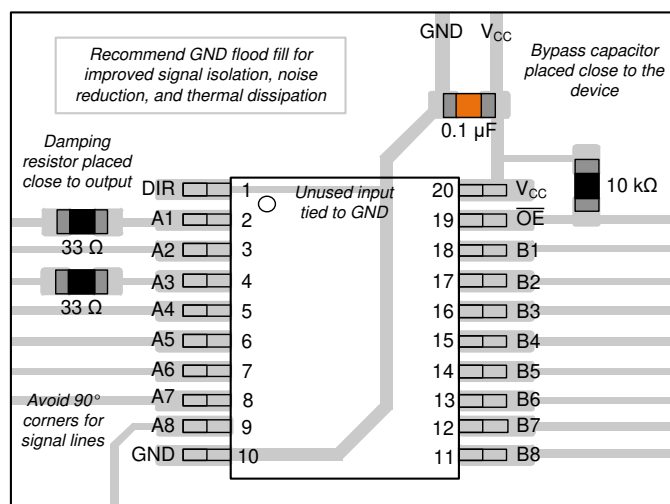 GND V_CC
Recommend GND flood fill for
improved signal isolation, noise
reduction, and thermal dissipation
Bypass capacitor
placed close to the
device
0.1 µF
Damping
resistor placed
close to output
10 kΩ
Unused input
tied to GND
DIR 1
A1 2
33 Ω
A2 3
A3 4
33 Ω
A4 5
A5 6
A6 7
A7 8
A8 9
GND 10
20 V_CC
19 O̅E̅
18 B1
17 B2
16 B3
15 B4
14 B5
13 B6
12 B7
11 B8
Avoid 90°
corners for
signal lines